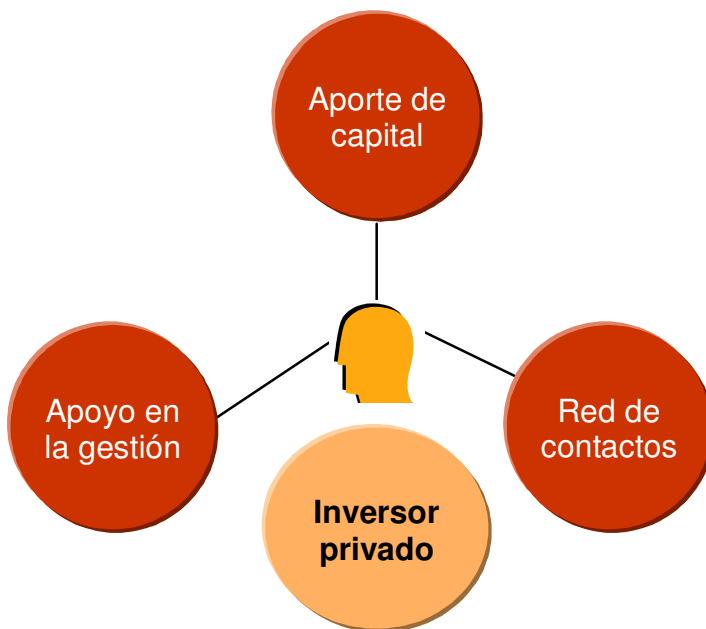 Aporte de
capital
Apoyo en
la gestión
Red de
contactos
Inversor
privado